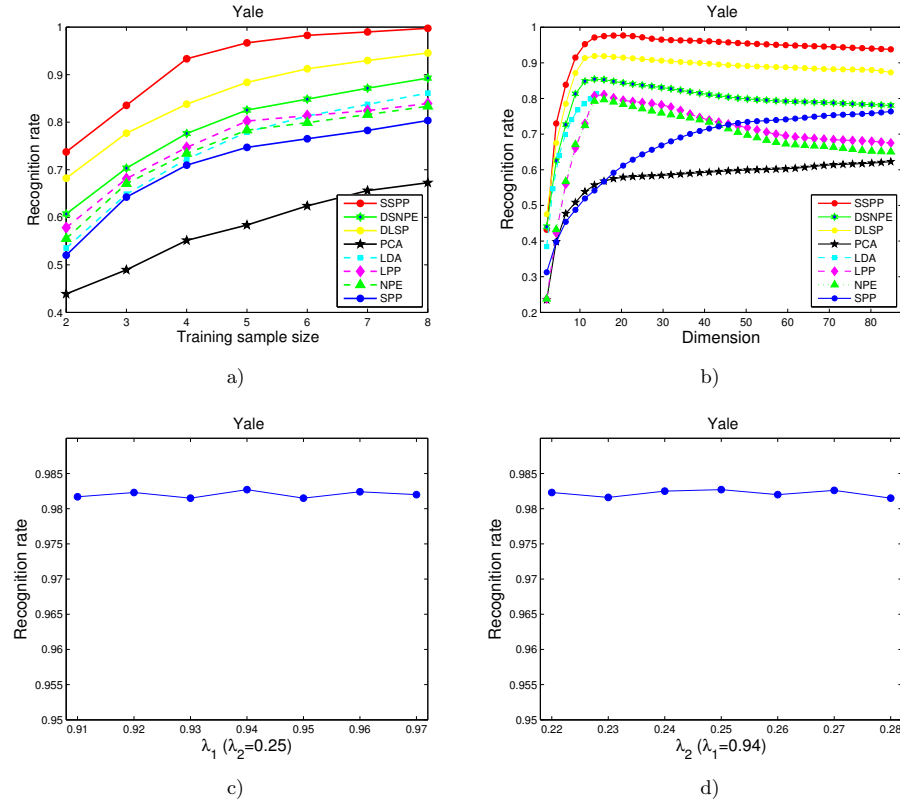 Yale
Recognition rate
1
0.9
0.8
0.7
0.6
0.5
0.4
2
3
4
5
6
7
8
Training sample size
SSPP
DSNPE
DLSP
PCA
LDA
LPP
NPE
SPP
a)
Yale
Recognition rate
1
0.9
0.8
0.7
0.6
0.5
0.4
0.3
0.2
10
20
30
40
50
60
70
80
Dimension
SSPP
DSNPE
DLSP
PCA
LDA
LPP
NPE
SPP
b)
Yale
Recognition rate
0.985
0.98
0.975
0.97
0.965
0.96
0.955
0.95
0.91
0.92
0.93
0.94
0.95
0.96
0.97
λ1 (λ2=0.25)
c)
Yale
Recognition rate
0.985
0.98
0.975
0.97
0.965
0.96
0.955
0.95
0.22
0.23
0.24
0.25
0.26
0.27
0.28
λ2 (λ1=0.94)
d)